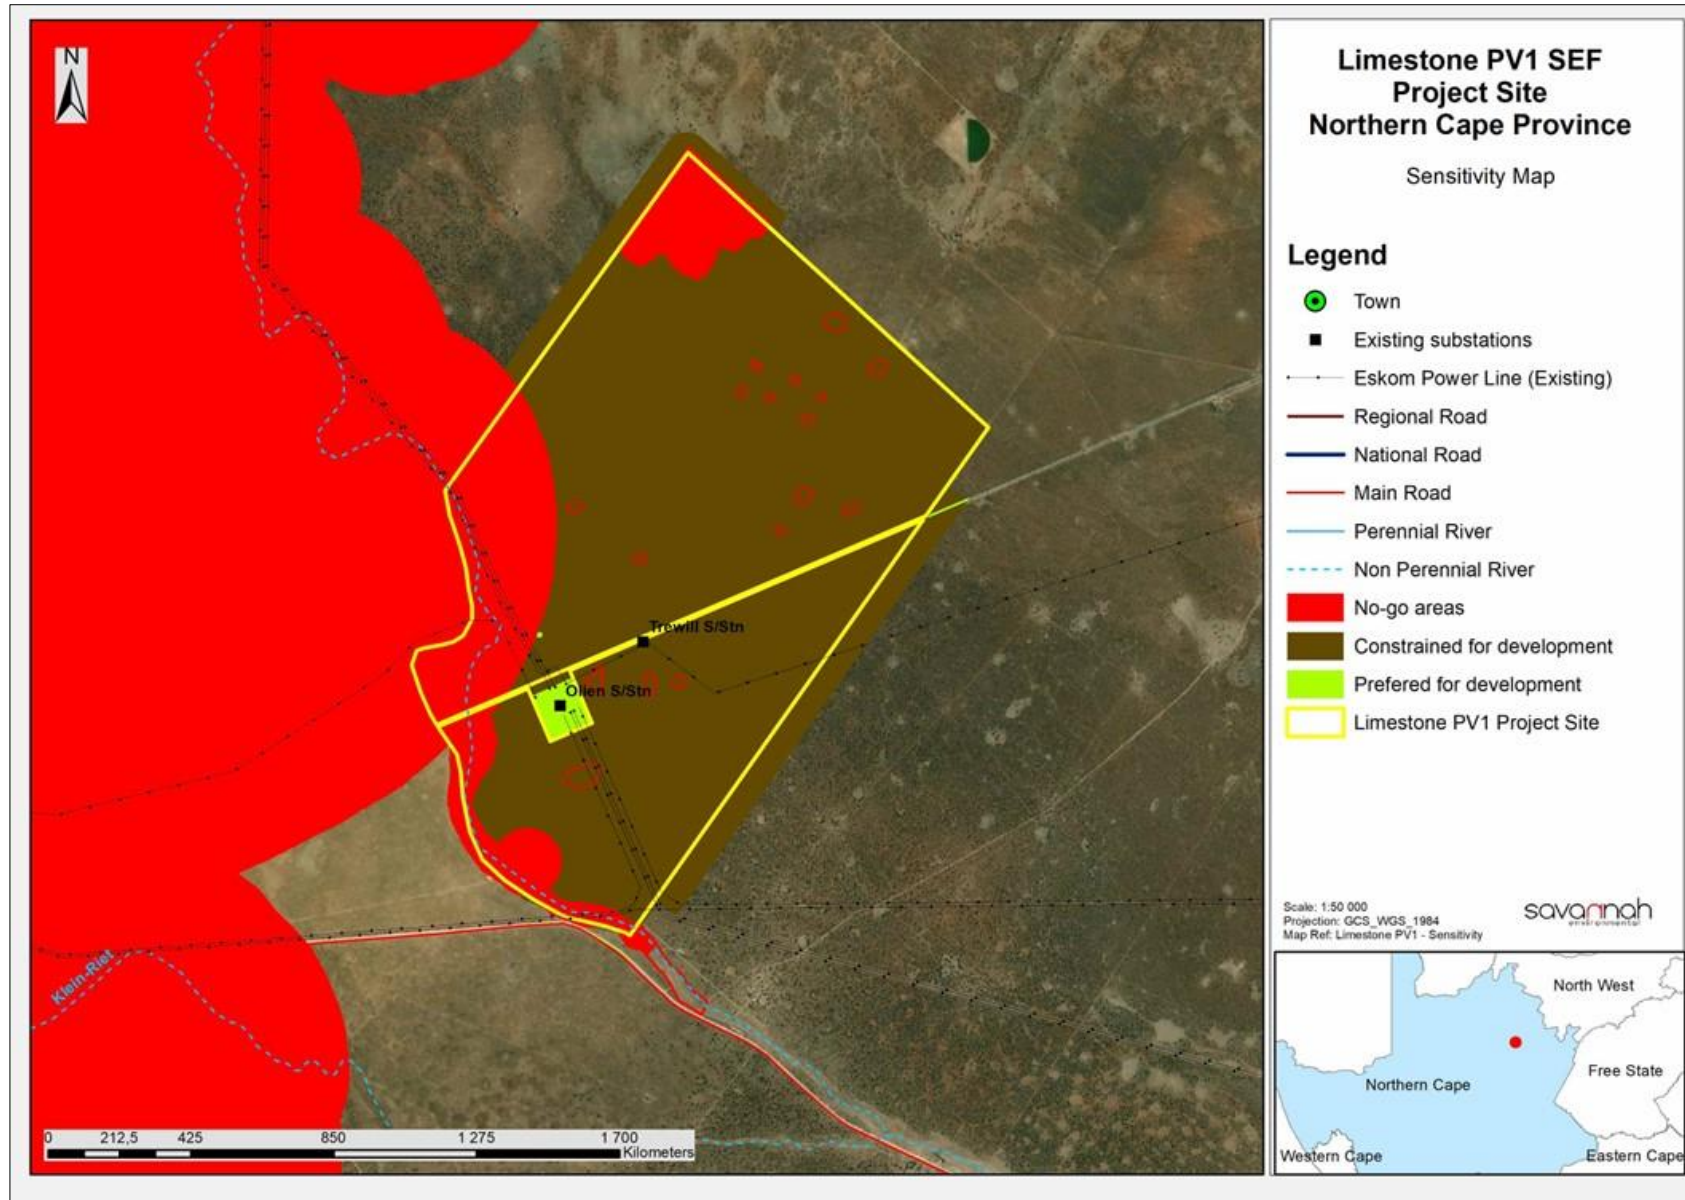 N
Trewill S/Stn
Olien S/Stn
Klein-Riet
0 212,5 425 850 1 275 1 700
Kilometers
Limestone PV1 SEF
Project Site
Northern Cape Province
Sensitivity Map
Legend
Town
Existing substations
Eskom Power Line (Existing)
Regional Road
National Road
Main Road
Perennial River
Non Perennial River
No-go areas
Constrained for development
Prefered for development
Limestone PV1 Project Site
Scale: 1:50 000
Projection: GCS_WGS_1984
Map Ref: Limestone PV1 - Sensitivity
savannah
environmental
North West
Free State
Northern Cape
Western Cape
Eastern Cape